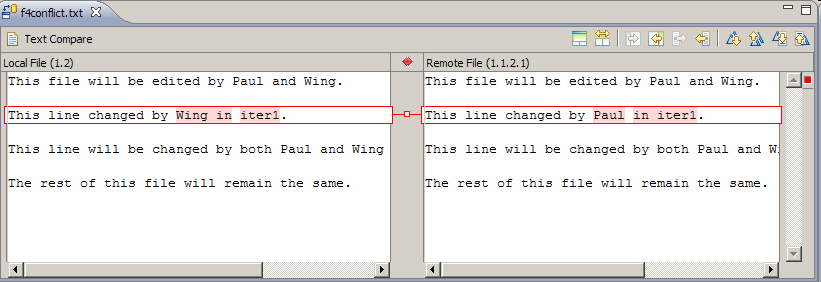 f4conflict.txt
Text Compare
Local File (1.2)
Remote File (1.1.2.1)
This file will be edited by Paul and Wing.
This line changed by Wing in iter1.
This line will be changed by both Paul and Wing
The rest of this file will remain the same.
This file will be edited by Paul and Wing.
This line changed by Paul in iter1.
This line will be changed by both Paul and Wi
The rest of this file will remain the same.